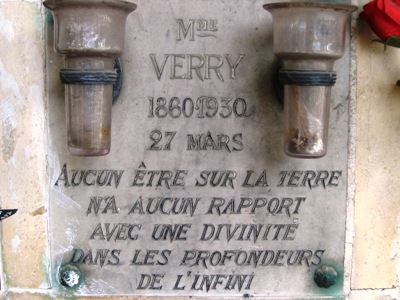 Mme
VERRY
1860-1930
27 MARS
AUCUN ÊTRE SUR LA TERRE
N'A AUCUN RAPPORT
AVEC UNE DIVINITÉ
DANS LES PROFONDEURS
DE L'INFINI